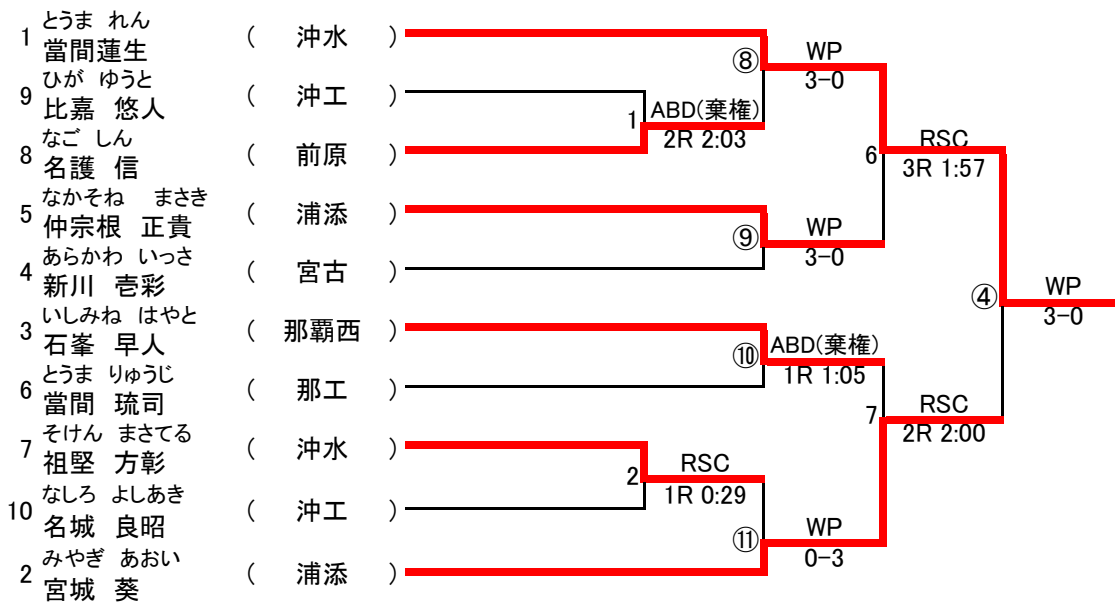 とうま れん
1 當間蓮生 ( 沖水 )
ひが ゆうと
9 比嘉 悠人 ( 沖工 )
なご しん
8 名護 信 ( 前原 )
なかそね まさき
5 仲宗根 正貴 ( 浦添 )
あらかわ いっさ
4 新川 壱彩 ( 宮古 )
いしみね はやと
3 石峯 早人 ( 那覇西 )
とうま りゅうじ
6 當間 琉司 ( 那工 )
そけん まさてる
7 祖堅 方彰 ( 沖水 )
なしろ よしあき
10 名城 良昭 ( 沖工 )
みやぎ あおい
2 宮城 葵 ( 浦添 )
1 ABD(棄権)
2R 2:03
2 RSC
1R 0:29
⑧ WP
3-0
⑨ WP
3-0
⑩ ABD(棄権)
1R 1:05
⑪ WP
0-3
6 RSC
3R 1:57
7 RSC
2R 2:00
④ WP
3-0